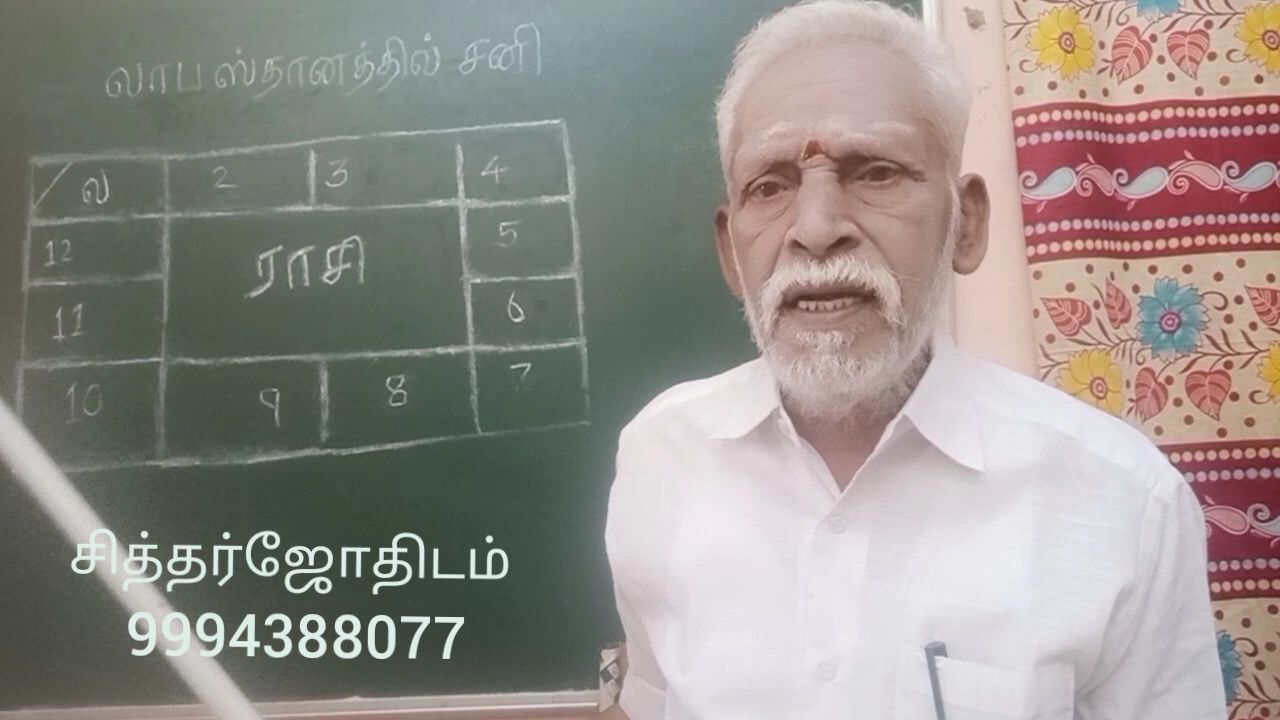 லாபஸ்தானத்தில் சனி
ல 2 3 4
12 ராசி 5
11 6
10 9 8 7
சித்தர்ஜோதிடம்
9994388077